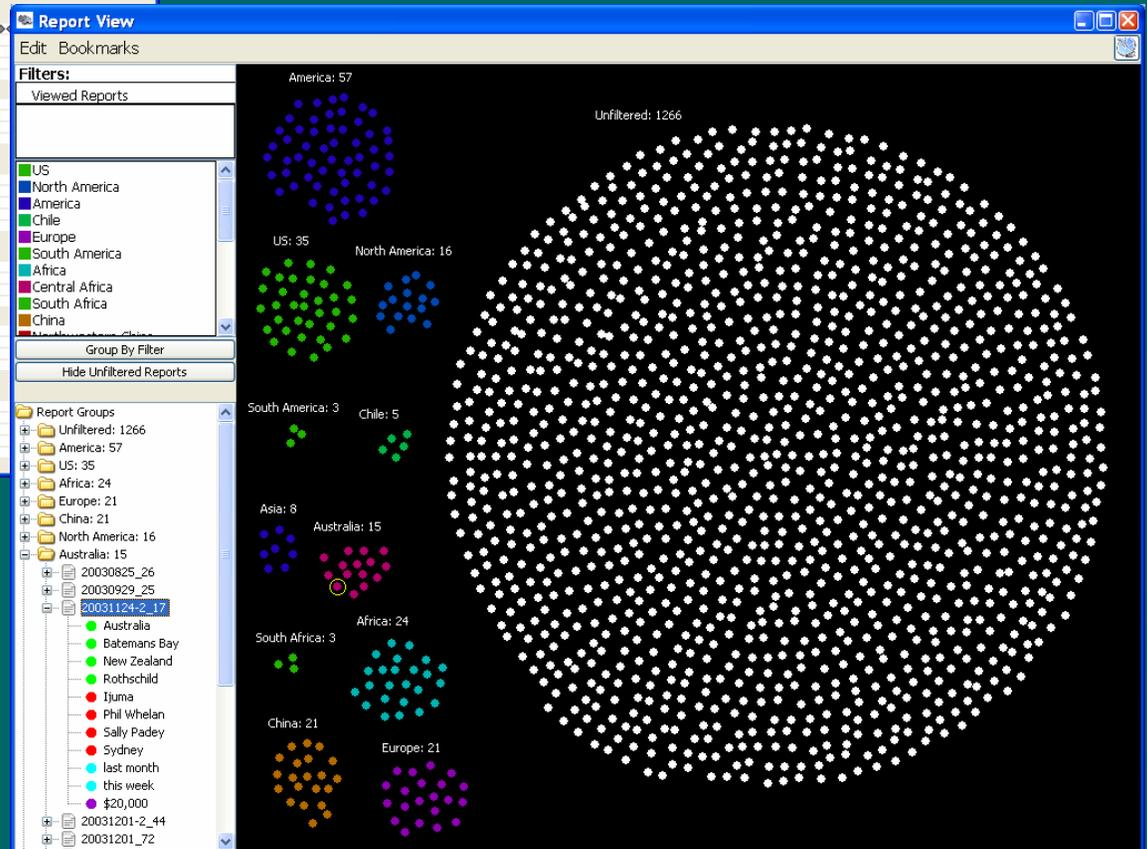 Report View
Edit Bookmarks
Filters:
Viewed Reports
US
North America
America
Chile
Europe
South America
Africa
Central Africa
South Africa
China
Northwestern China
Group By Filter
Hide Unfiltered Reports
Report Groups
Unfiltered: 1266
America: 57
US: 35
Africa: 24
Europe: 21
China: 21
North America: 16
Australia: 15
20030825_26
20030929_25
20031124-2_17
Australia
Batemans Bay
New Zealand
Rothschild
Ijuma
Phil Whelan
Sally Padey
Sydney
last month
this week
$20,000
20031201-2_44
20031201_72
America: 57
Unfiltered: 1266
US: 35
North America: 16
South America: 3
Chile: 5
Asia: 8
Australia: 15
South Africa: 3
Africa: 24
China: 21
Europe: 21